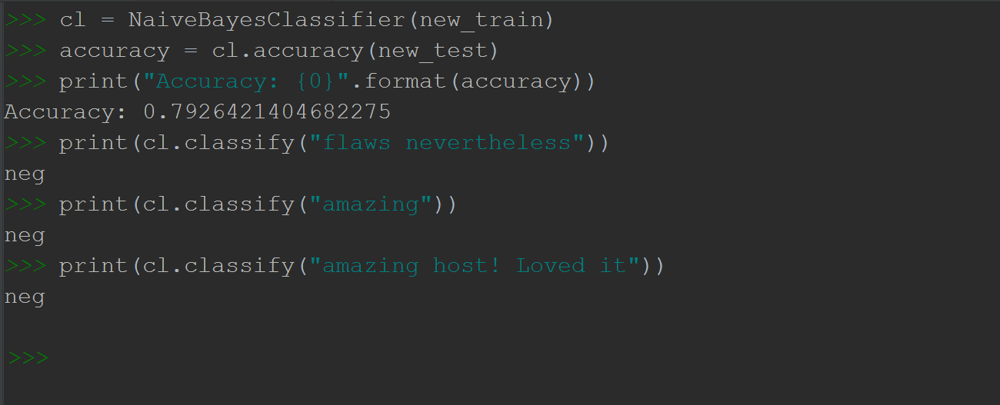 >>> cl = NaiveBayesClassifier(new_train)
>>> accuracy = cl.accuracy(new_test)
>>> print("Accuracy: {0}".format(accuracy))
Accuracy: 0.7926421404682275
>>> print(cl.classify("flaws nevertheless"))
neg
>>> print(cl.classify("amazing"))
neg
>>> print(cl.classify("amazing host! Loved it"))
neg
>>>